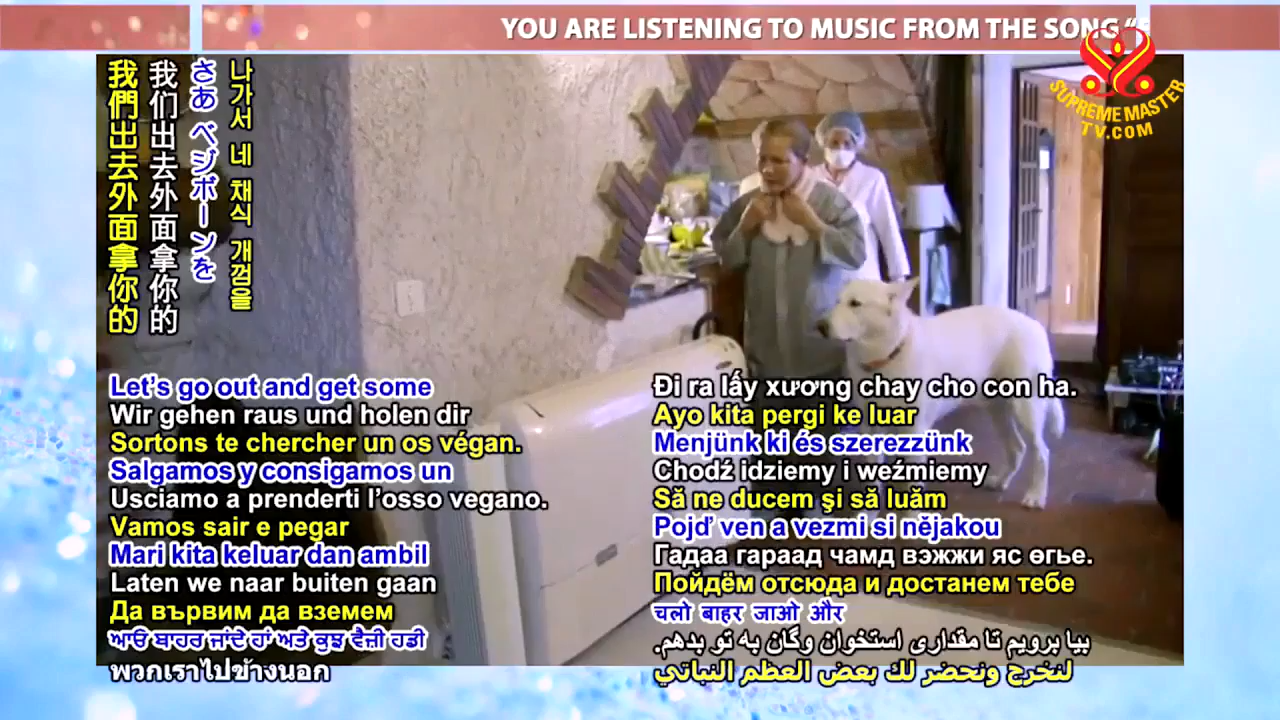 YOU ARE LISTENING TO MUSIC FROM THE SONG
SUPREME MASTER
TV.COM
我們出去外面拿你的
我们出去外面拿你的
さあ ベジボーンを
나가서 네 채식 개껌을
Let's go out and get some
Wir gehen raus und holen dir
Sortons te chercher un os végan.
Salgamos y consigamos un
Usciamo a prenderti l'osso vegano.
Vamos sair e pegar
Mari kita keluar dan ambil
Laten we naar buiten gaan
Да вървим да вземем
ਆਓ ਬਾਹਰ ਜਾਂਦੇ ਹਾਂ ਅਤੇ ਕੁਝ ਵੈਜ਼ੀ ਹਡੀ
พวกเราไปข้างนอก
Đi ra lấy xương chay cho con ha.
Ayo kita pergi ke luar
Menjünk ki és szerezzünk
Chodź idziemy i weźmiemy
Să ne ducem şi să luăm
Pojď ven a vezmi si nějakou
Гадаа гараад чамд вэжжи яс өгье.
Пойдём отсюда и достанем тебе
चलो बाहर जाओ और
بیا برویم تا مقداری استخوان وگان به تو بدهم.
لنخرج ونحضر لك بعض العظم النباتي